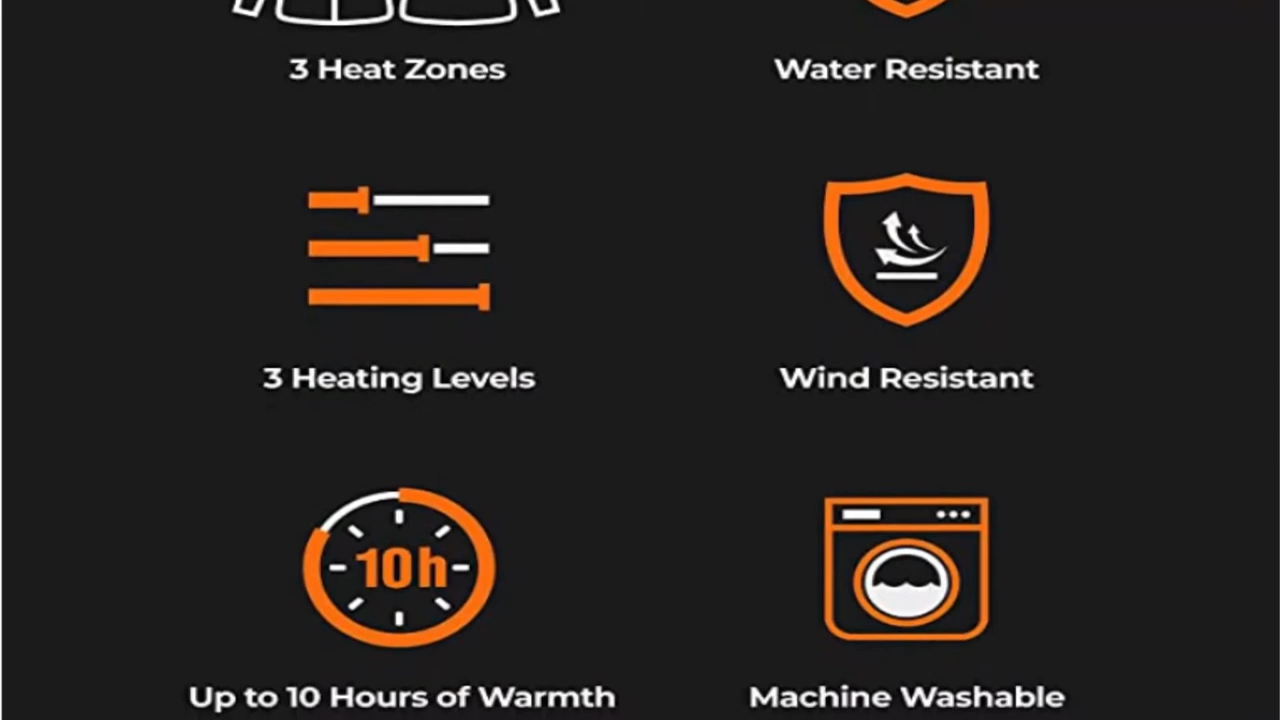 3 Heat Zones
Water Resistant
3 Heating Levels
Wind Resistant
10h
Up to 10 Hours of Warmth
Machine Washable